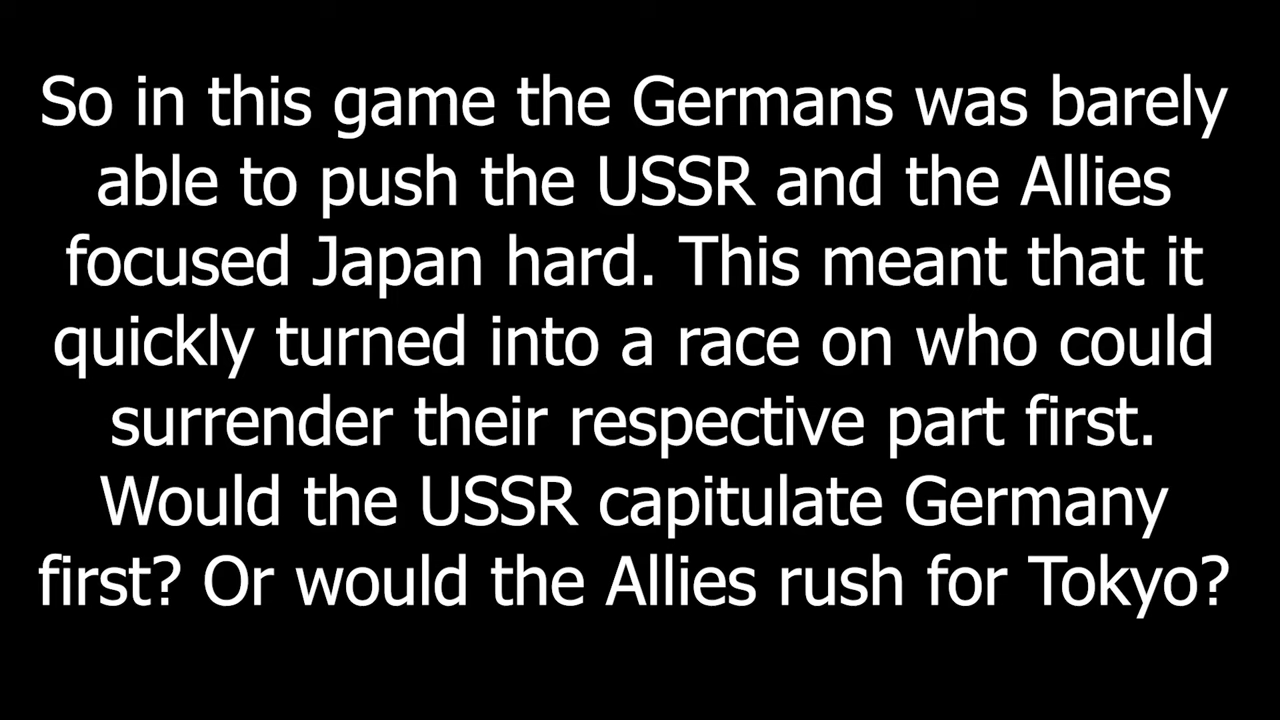 So in this game the Germans was barely
able to push the USSR and the Allies
focused Japan hard. This meant that it
quickly turned into a race on who could
surrender their respective part first.
Would the USSR capitulate Germany
first? Or would the Allies rush for Tokyo?